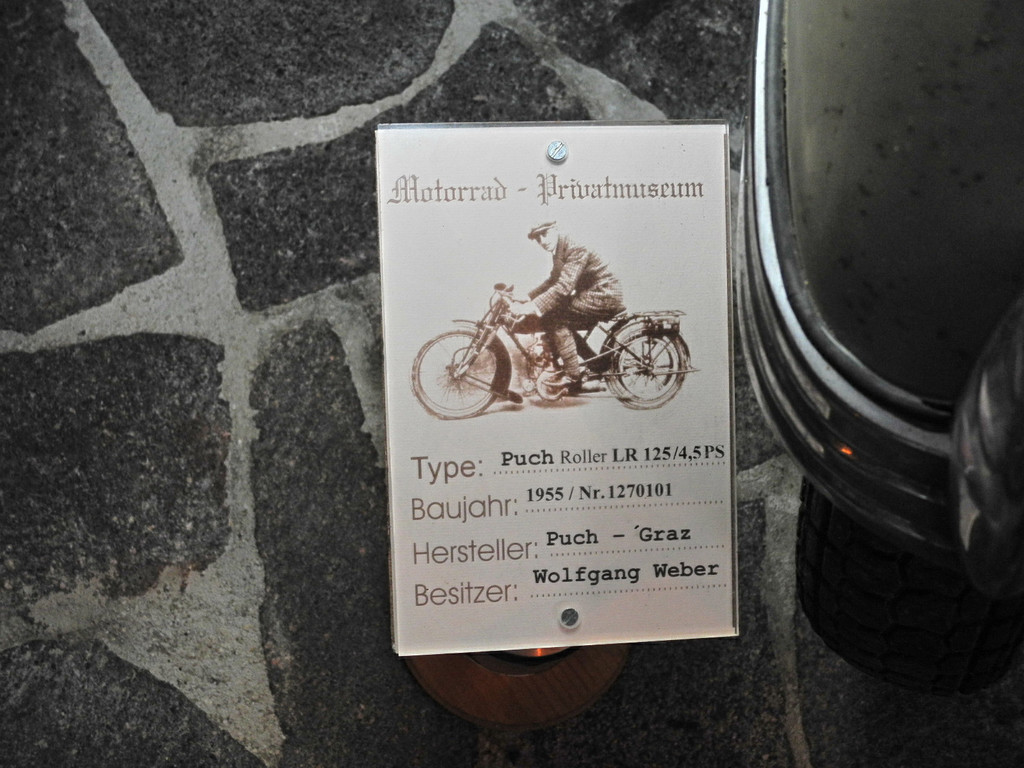 Motorrad - Privatmuseum
Type: Puch Roller LR 125/4,5PS
Baujahr: 1955 / Nr.1270101
Hersteller: Puch - ´Graz
Besitzer: Wolfgang Weber